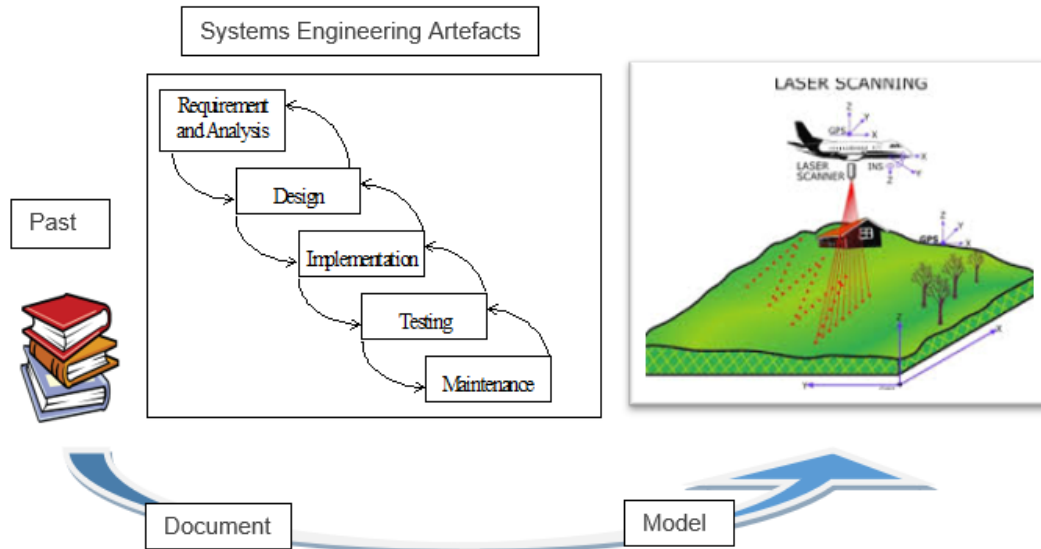 Systems Engineering Artefacts
Requirement
and Analysis
Design
Implementation
Testing
Maintenance
Past
Document
Model
LASER SCANNING
Z
Y
GPS
X
LASER
SCANNER
INS
X
Y
Z
Z
Y
GPS
X
Z
X
Y